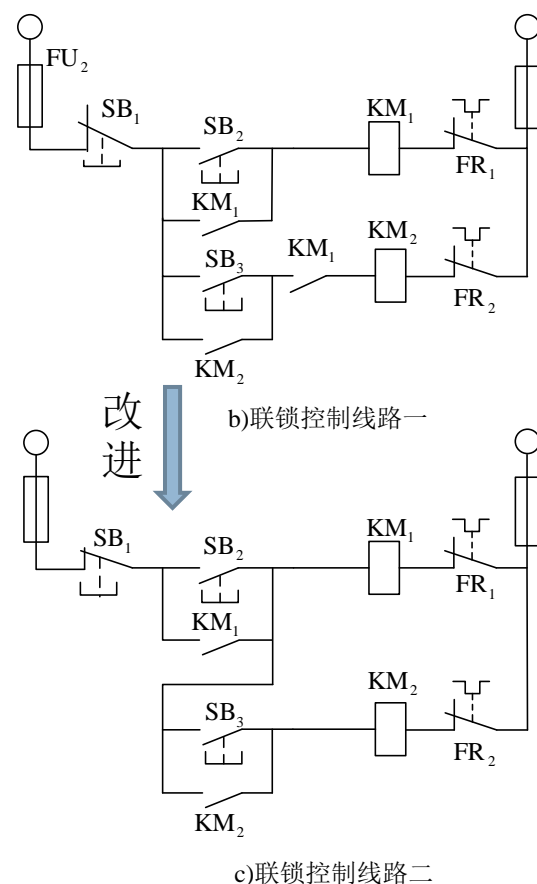 FU₂
SB₁
SB₂
KM₁
FR₁
KM₁
SB₃
KM₁
KM₂
FR₂
KM₂
改进
b)联锁控制线路一
SB₁
SB₂
KM₁
FR₁
KM₁
SB₃
KM₂
FR₂
KM₂
c)联锁控制线路二